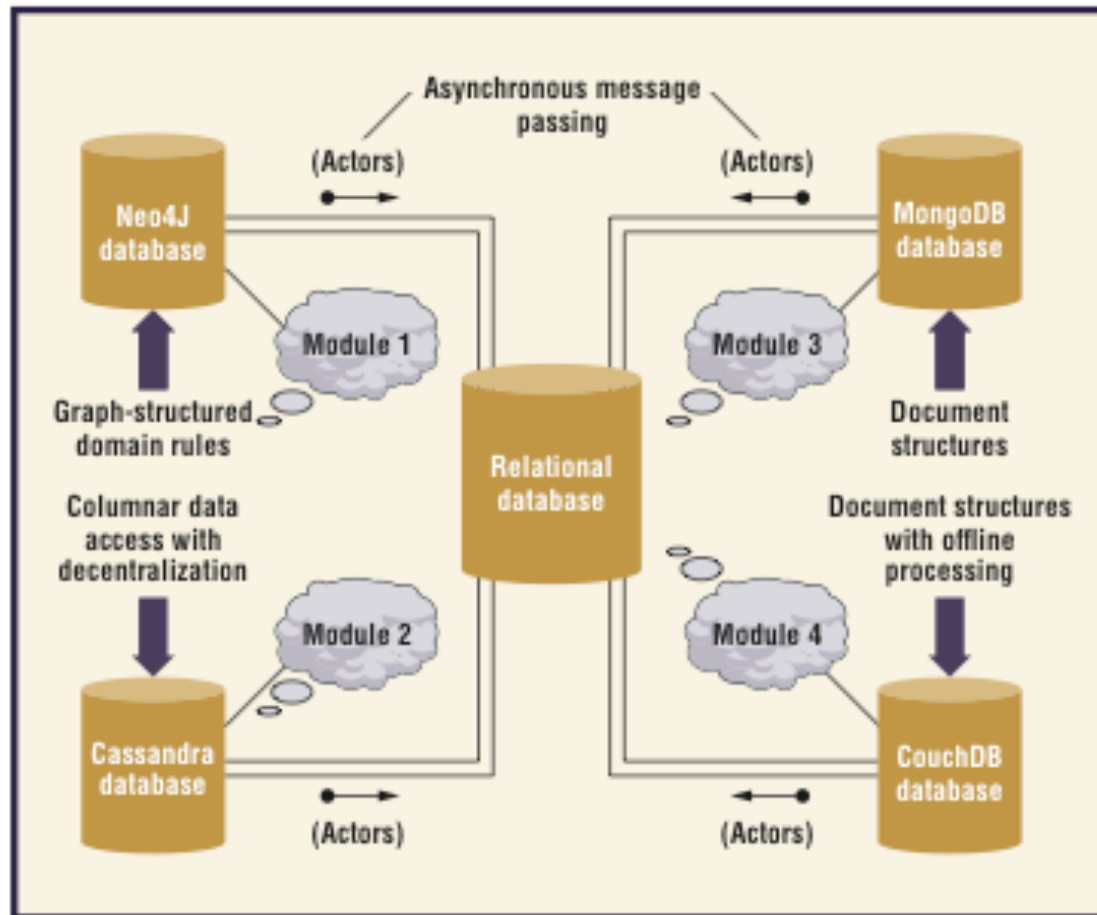 Asynchronous message
passing
(Actors)
(Actors)
Neo4J
database
MongoDB
database
Module 1
Module 3
Graph-structured
domain rules
Document
structures
Relational
database
Columnar data
access with
decentralization
Document structures
with offline
processing
Module 2
Module 4
Cassandra
database
CouchDB
database
(Actors)
(Actors)